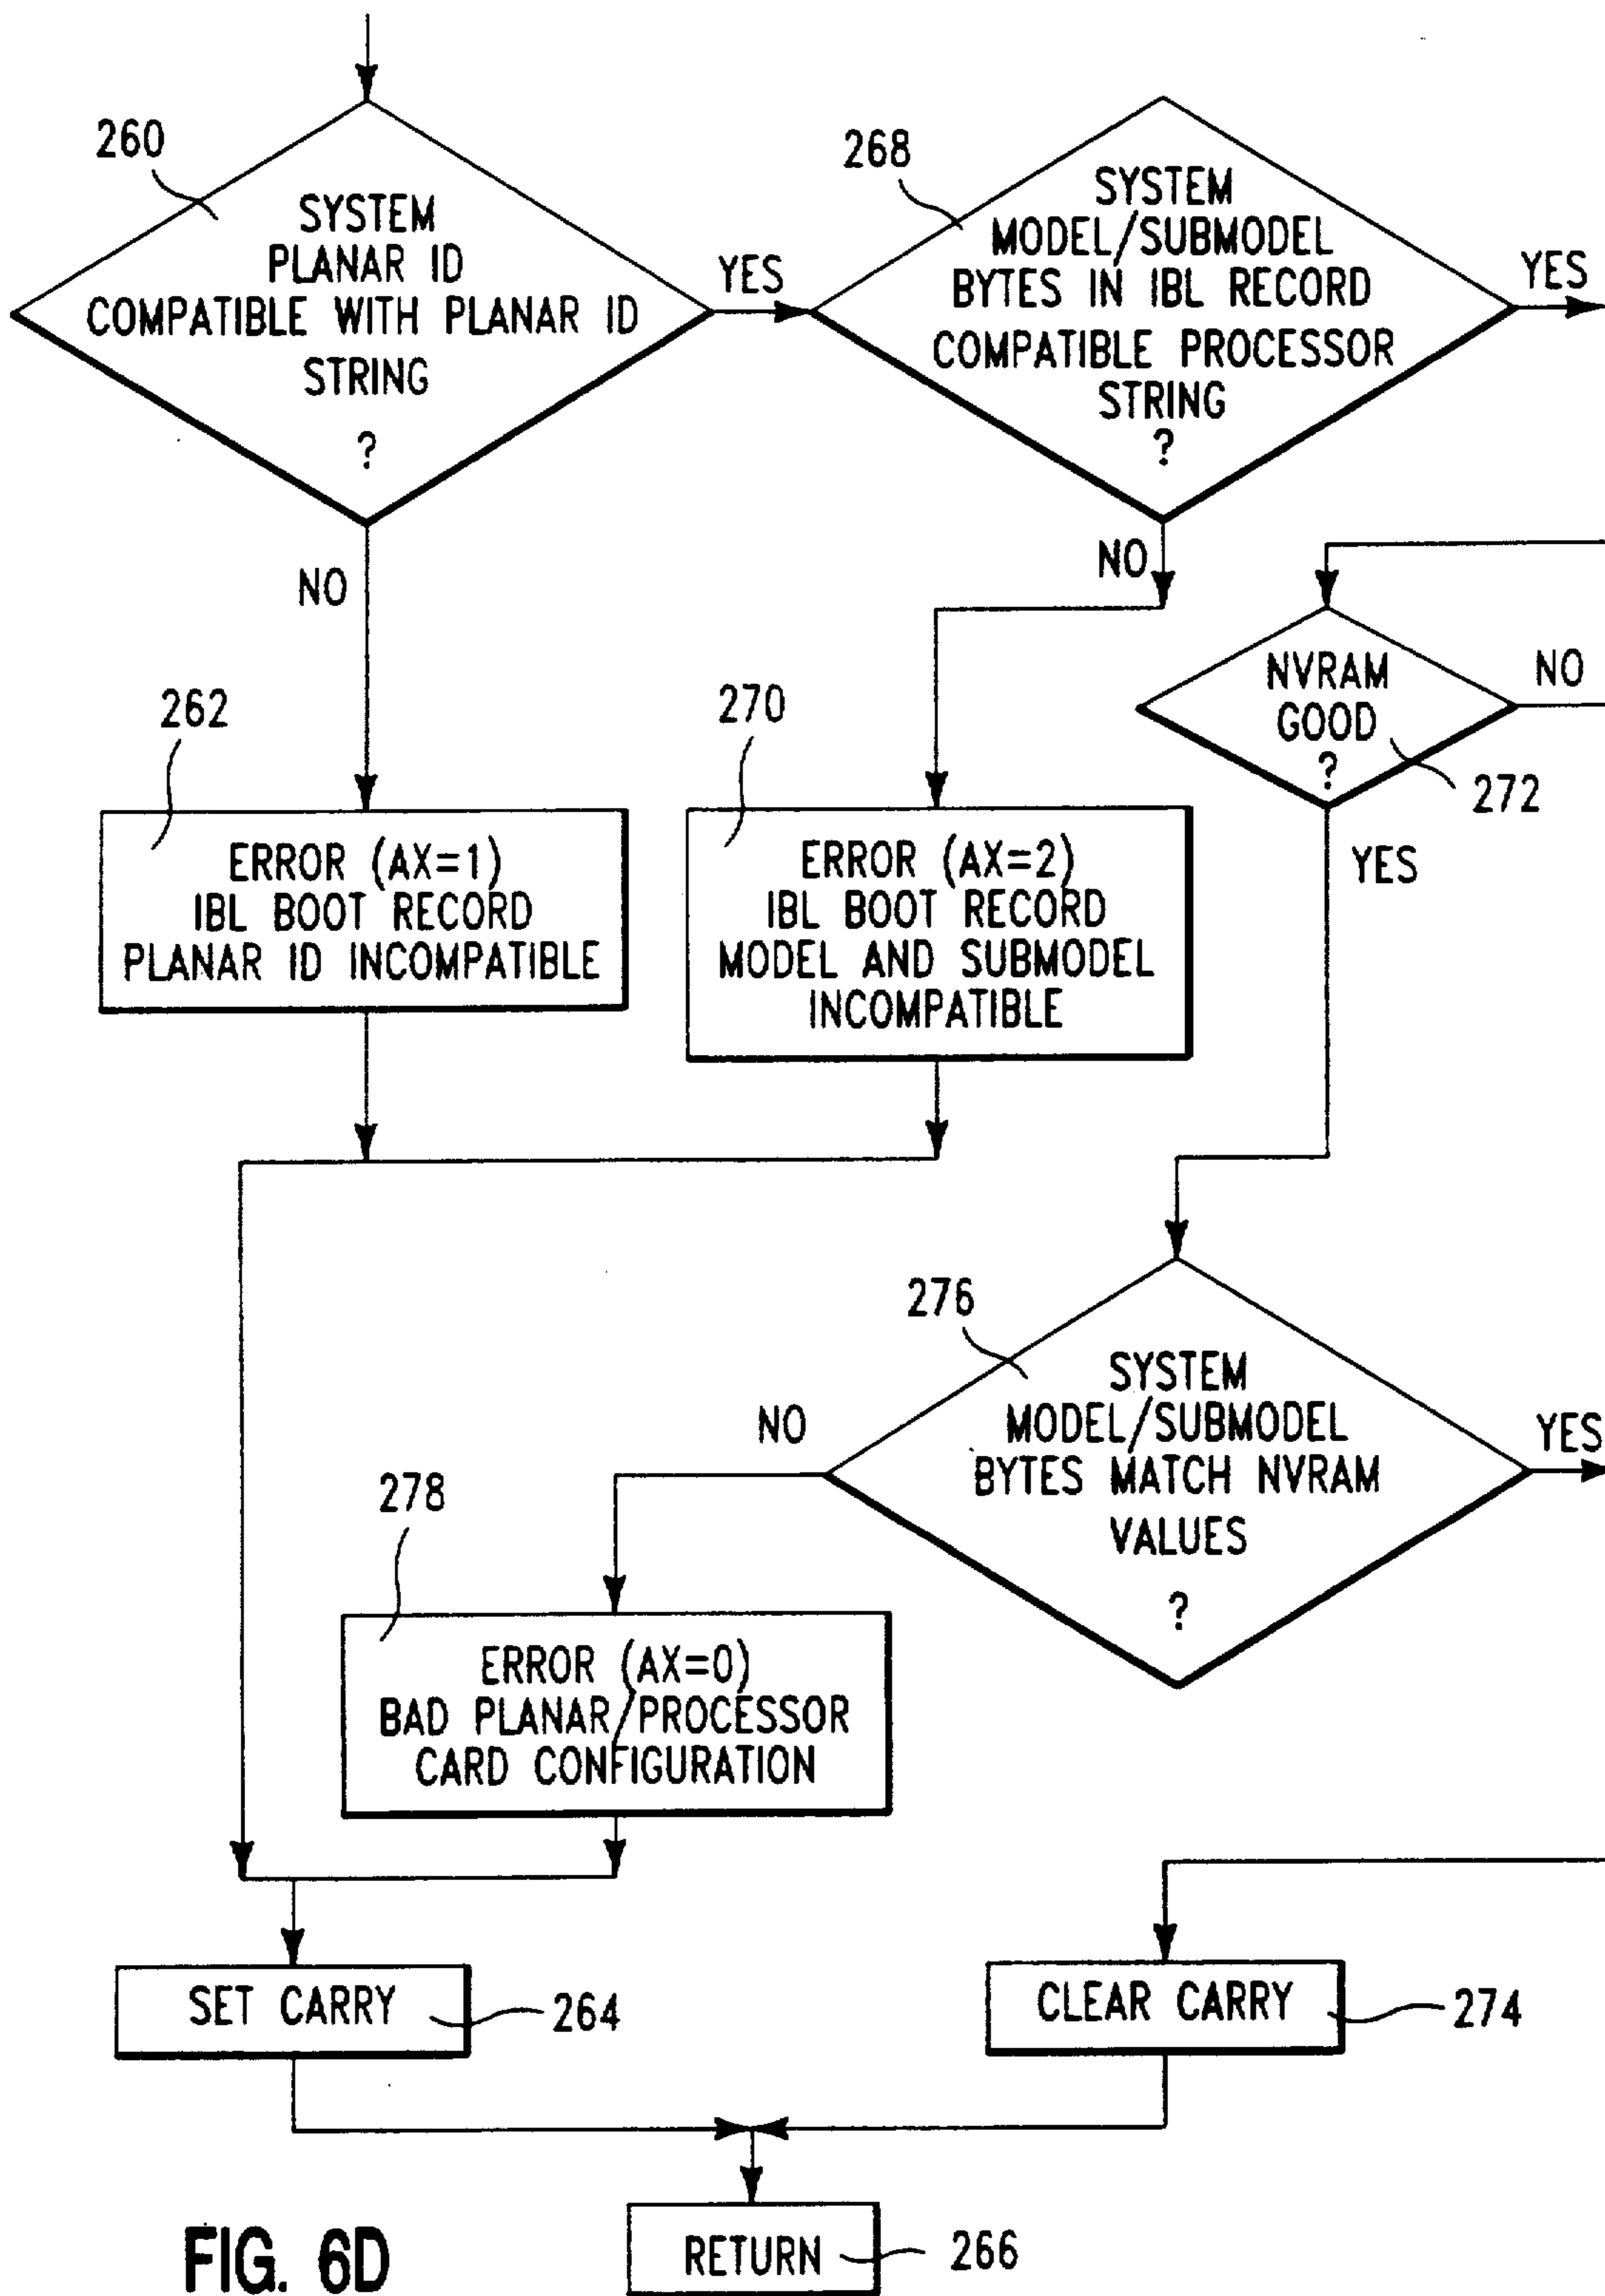 260
SYSTEM
PLANAR ID
COMPATIBLE WITH PLANAR ID
STRING
?
YES
NO
268
SYSTEM
MODEL/SUBMODEL
BYTES IN IBL RECORD
COMPATIBLE PROCESSOR
STRING
?
YES
NO
NVRAM
GOOD
?
NO
272
YES
262
ERROR (AX=1)
IBL BOOT RECORD
PLANAR ID INCOMPATIBLE
270
ERROR (AX=2)
IBL BOOT RECORD
MODEL AND SUBMODEL
INCOMPATIBLE
276
SYSTEM
MODEL/SUBMODEL
BYTES MATCH NVRAM
VALUES
?
NO
YES
278
ERROR (AX=0)
BAD PLANAR/PROCESSOR
CARD CONFIGURATION
SET CARRY
264
CLEAR CARRY
274
RETURN
266
FIG. 6D